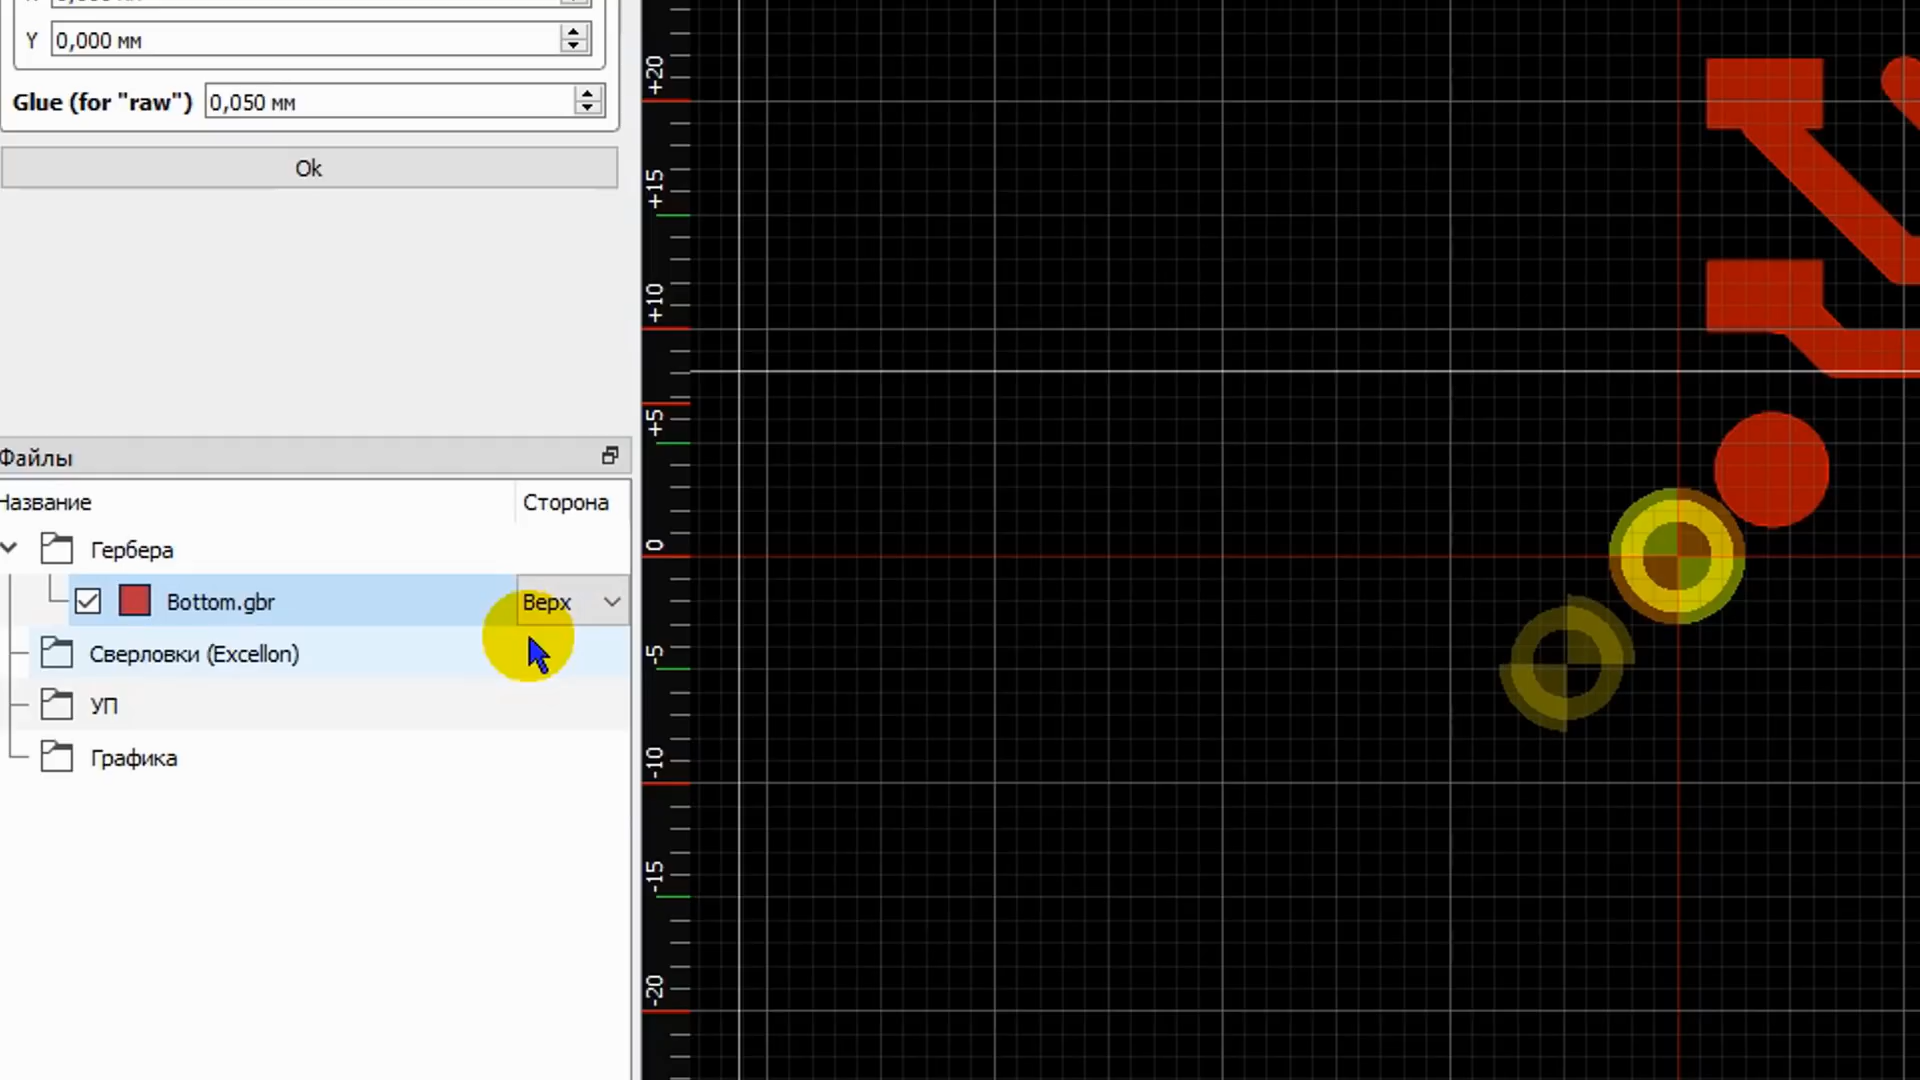 Y 0,000 мм
Glue (for "raw") 0,050 мм
Ok
Файлы
Название Сторона
Гербера
Bottom.gbr Верх
Сверловки (Excellon)
УП
Графика
+20
+15
+10
+5
0
-5
-10
-15
-20